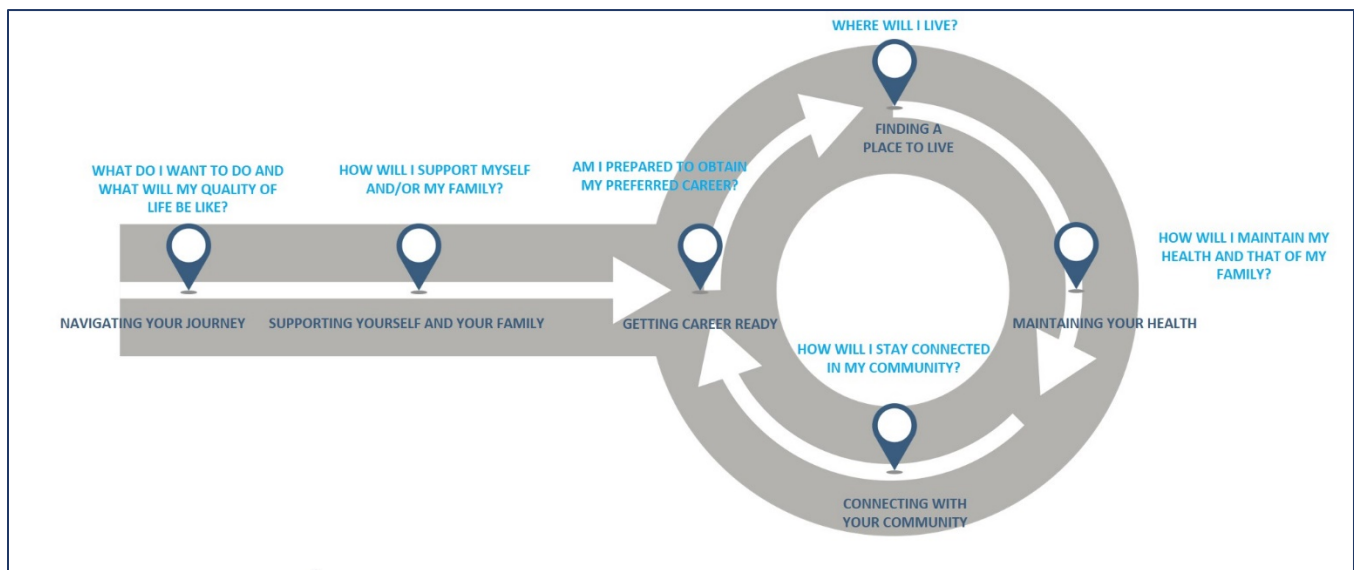 WHAT DO I WANT TO DO AND
WHAT WILL MY QUALITY OF
LIFE BE LIKE?
NAVIGATING YOUR JOURNEY
HOW WILL I SUPPORT MYSELF
AND/OR MY FAMILY?
SUPPORTING YOURSELF AND YOUR FAMILY
AM I PREPARED TO OBTAIN
MY PREFERRED CAREER?
GETTING CAREER READY
WHERE WILL I LIVE?
FINDING A
PLACE TO LIVE
HOW WILL I MAINTAIN MY
HEALTH AND THAT OF MY
FAMILY?
MAINTAINING YOUR HEALTH
HOW WILL I STAY CONNECTED
IN MY COMMUNITY?
CONNECTING WITH
YOUR COMMUNITY